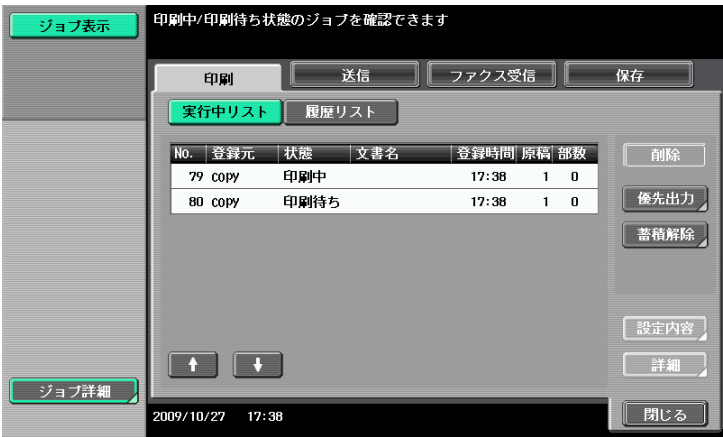 ジョブ表示
印刷中/印刷待ち状態のジョブを確認できます
印刷 送信 ファクス受信 保存
実行中リスト 履歴リスト
No. 登録元 状態 文書名 登録時間 原稿 部数
79 copy 印刷中 17:38 1 0
80 copy 印刷待ち 17:38 1 0
削除
優先出力
蓄積解除
設定内容
詳細
ジョブ詳細
2009/10/27 17:38
閉じる